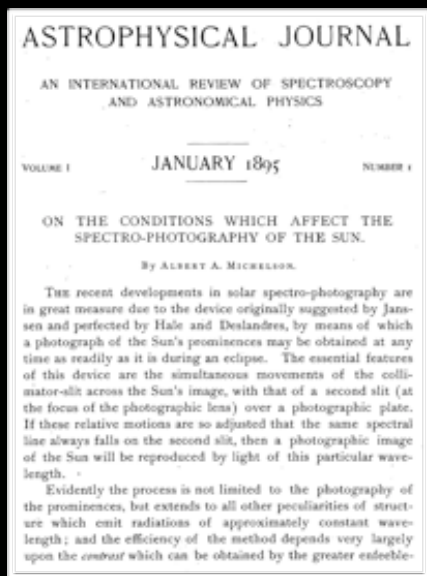 ASTROPHYSICAL JOURNAL
AN INTERNATIONAL REVIEW OF SPECTROSCOPY
AND ASTRONOMICAL PHYSICS
VOLUME I JANUARY 1895 NUMBER 1
ON THE CONDITIONS WHICH AFFECT THE
SPECTRO-PHOTOGRAPHY OF THE SUN.
By ALBERT A. MICHELSON.
THE recent developments in solar spectro-photography are
in great measure due to the device originally suggested by Jans-
sen and perfected by Hale and Deslandres, by means of which
a photograph of the Sun's prominences may be obtained at any
time as readily as it is during an eclipse. The essential features
of this device are the simultaneous movements of the colli-
mator-slit across the Sun's image, with that of a second slit (at
the focus of the photographic lens) over a photographic plate.
If these relative motions are so adjusted that the same spectral
line always falls on the second slit, then a photographic image
of the Sun will be reproduced by light of this particular wave-
length.
Evidently the process is not limited to the photography of
the prominences, but extends to all other peculiarities of struct-
ure which emit radiations of approximately constant wave-
length; and the efficiency of the method depends very largely
upon the contrast which can be obtained by the greater enfeeble-